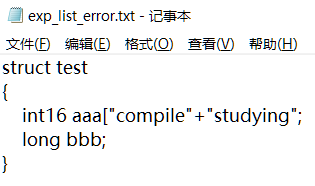 exp_list_error.txt - 记事本
文件(F) 编辑(E) 格式(O) 查看(V) 帮助(H)
struct test
{
int16 aaa["compile"+"studying";
long bbb;
}